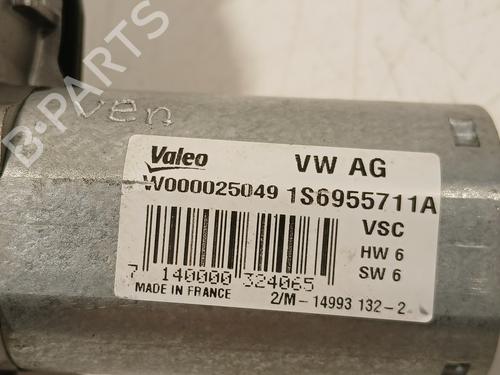 B-PARTS
ven
Valeo VW AG
W000025049 1S6955711A
VSC
HW 6
SW 6
7 140000 324065
MADE IN FRANCE 2/M-14993 132-2